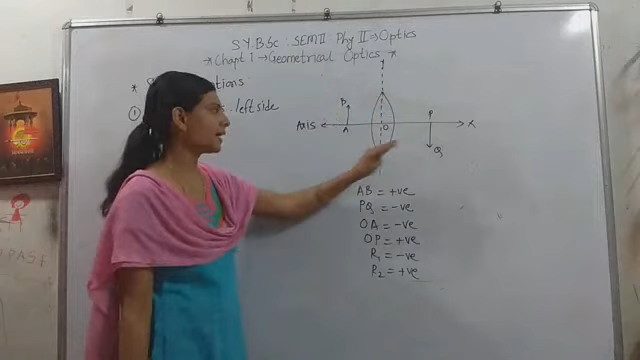 S.Y.B.Sc : SEM II : Phy II ⇒ Optics
* Chapt 1 → Geometrical Optics *
*
① left side
B
Axis A O P X
Q
AB = +ve
PQ = -ve
OA = -ve
OP = +ve
R₁ = -ve
R₂ = +ve